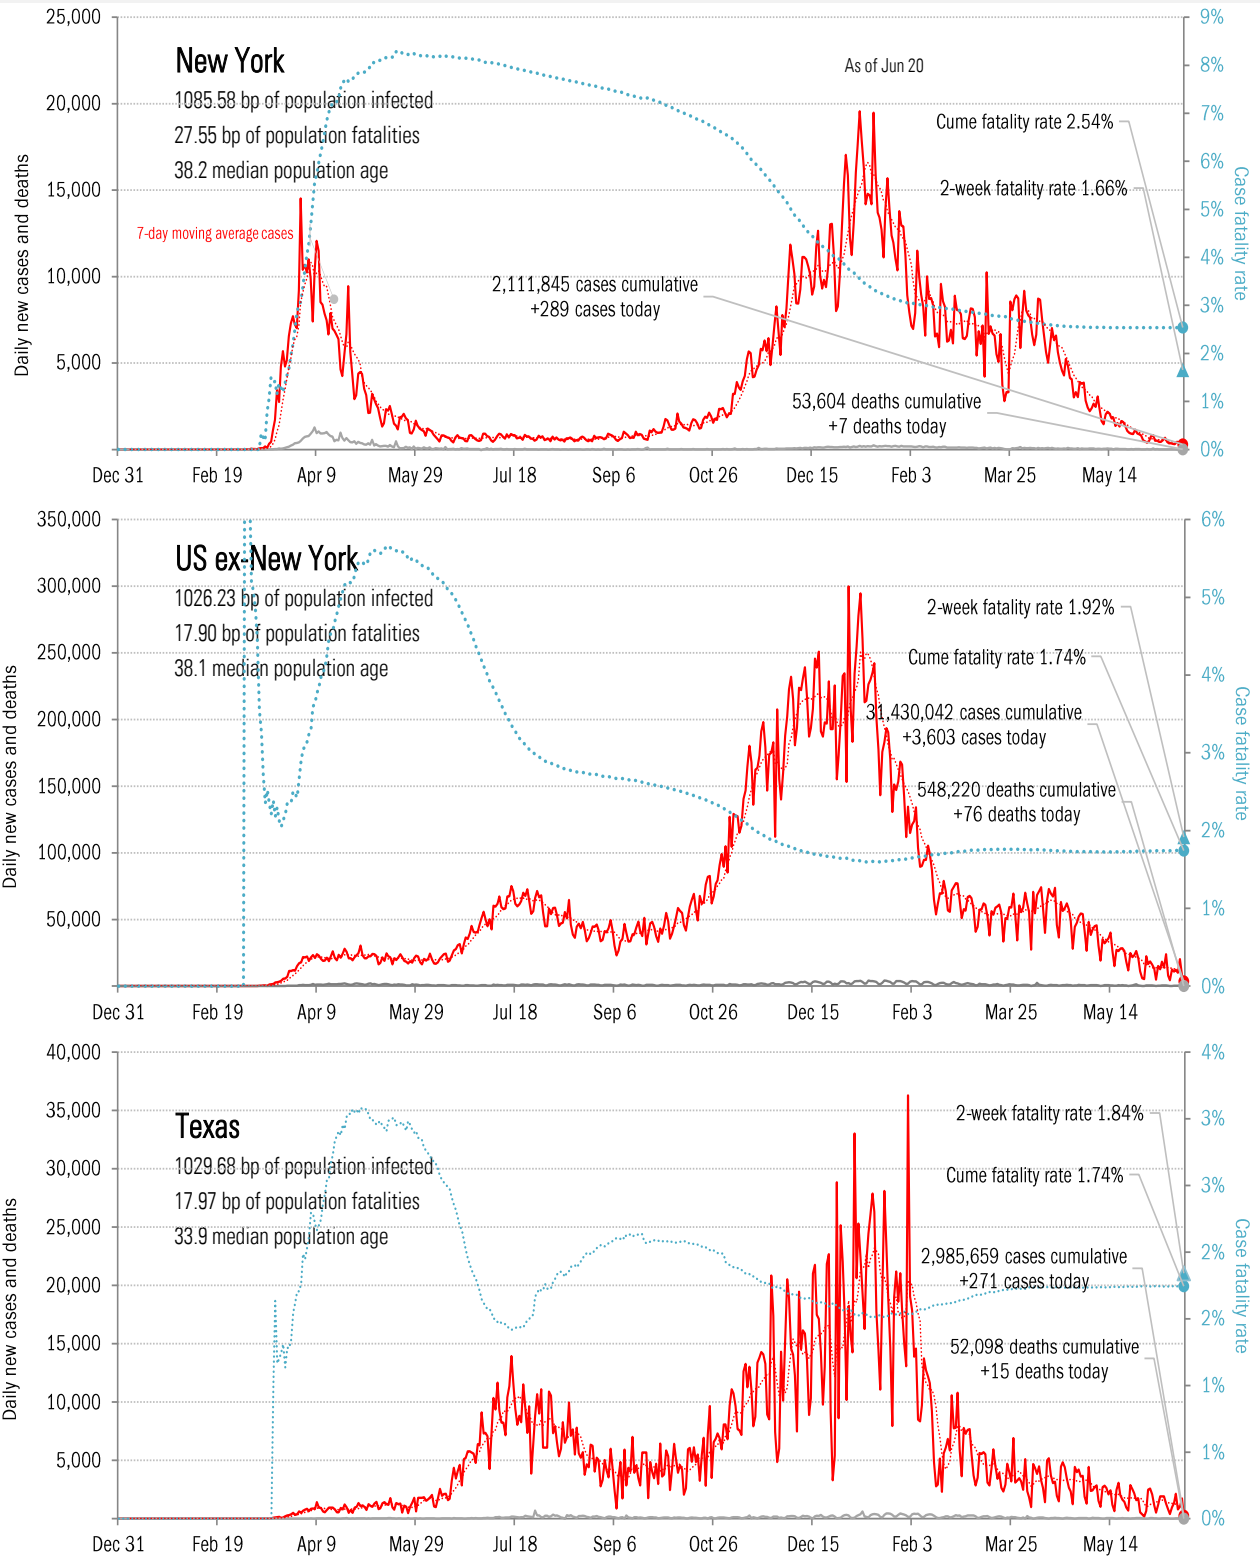 25,000
9%
New York
As of Jun 20
8%
20,000
1085.58 bp of population infected
7%
Cume fatality rate 2.54%
27.55 bp of population fatalities
6%
38.2 median population age
2-week fatality rate 1.66%
15,000
5%
7-day moving average cases
4%
10,000
2,111,845 cases cumulative
+289 cases today
3%
5,000
2%
53,604 deaths cumulative
+7 deaths today
1%
0%
Daily new cases and deaths
Case fatality rate
Dec 31 Feb 19 Apr 9 May 29 Jul 18 Sep 6 Oct 26 Dec 15 Feb 3 Mar 25 May 14
350,000
6%
US ex-New York
300,000
5%
1026.23 bp of population infected
2-week fatality rate 1.92%
17.90 bp of population fatalities
250,000
Cume fatality rate 1.74%
38.1 median population age
4%
200,000
31,430,042 cases cumulative
+3,603 cases today
3%
150,000
548,220 deaths cumulative
+76 deaths today
2%
100,000
1%
50,000
0%
Daily new cases and deaths
Case fatality rate
Dec 31 Feb 19 Apr 9 May 29 Jul 18 Sep 6 Oct 26 Dec 15 Feb 3 Mar 25 May 14
40,000
4%
35,000
2-week fatality rate 1.84%
3%
Texas
30,000
1029.68 bp of population infected
Cume fatality rate 1.74%
3%
17.97 bp of population fatalities
25,000
33.9 median population age
2%
2,985,659 cases cumulative
+271 cases today
20,000
2%
15,000
52,098 deaths cumulative
+15 deaths today
1%
10,000
1%
5,000
0%
Daily new cases and deaths
Case fatality rate
Dec 31 Feb 19 Apr 9 May 29 Jul 18 Sep 6 Oct 26 Dec 15 Feb 3 Mar 25 May 14